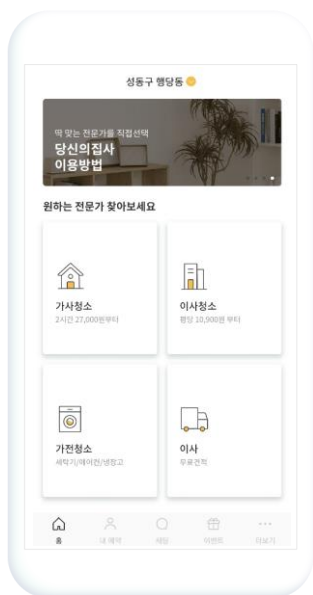 성동구 행당동
딱 맞는 전문가를 직접선택
당신의집사
이용방법
원하는 전문가 찾아보세요
가사청소
2시간 27,000원부터
이사청소
평당 10,900원 부터
가전청소
세탁기/에어컨/냉장고
이사
무료견적
홈
내 예약
채팅
이벤트
더보기